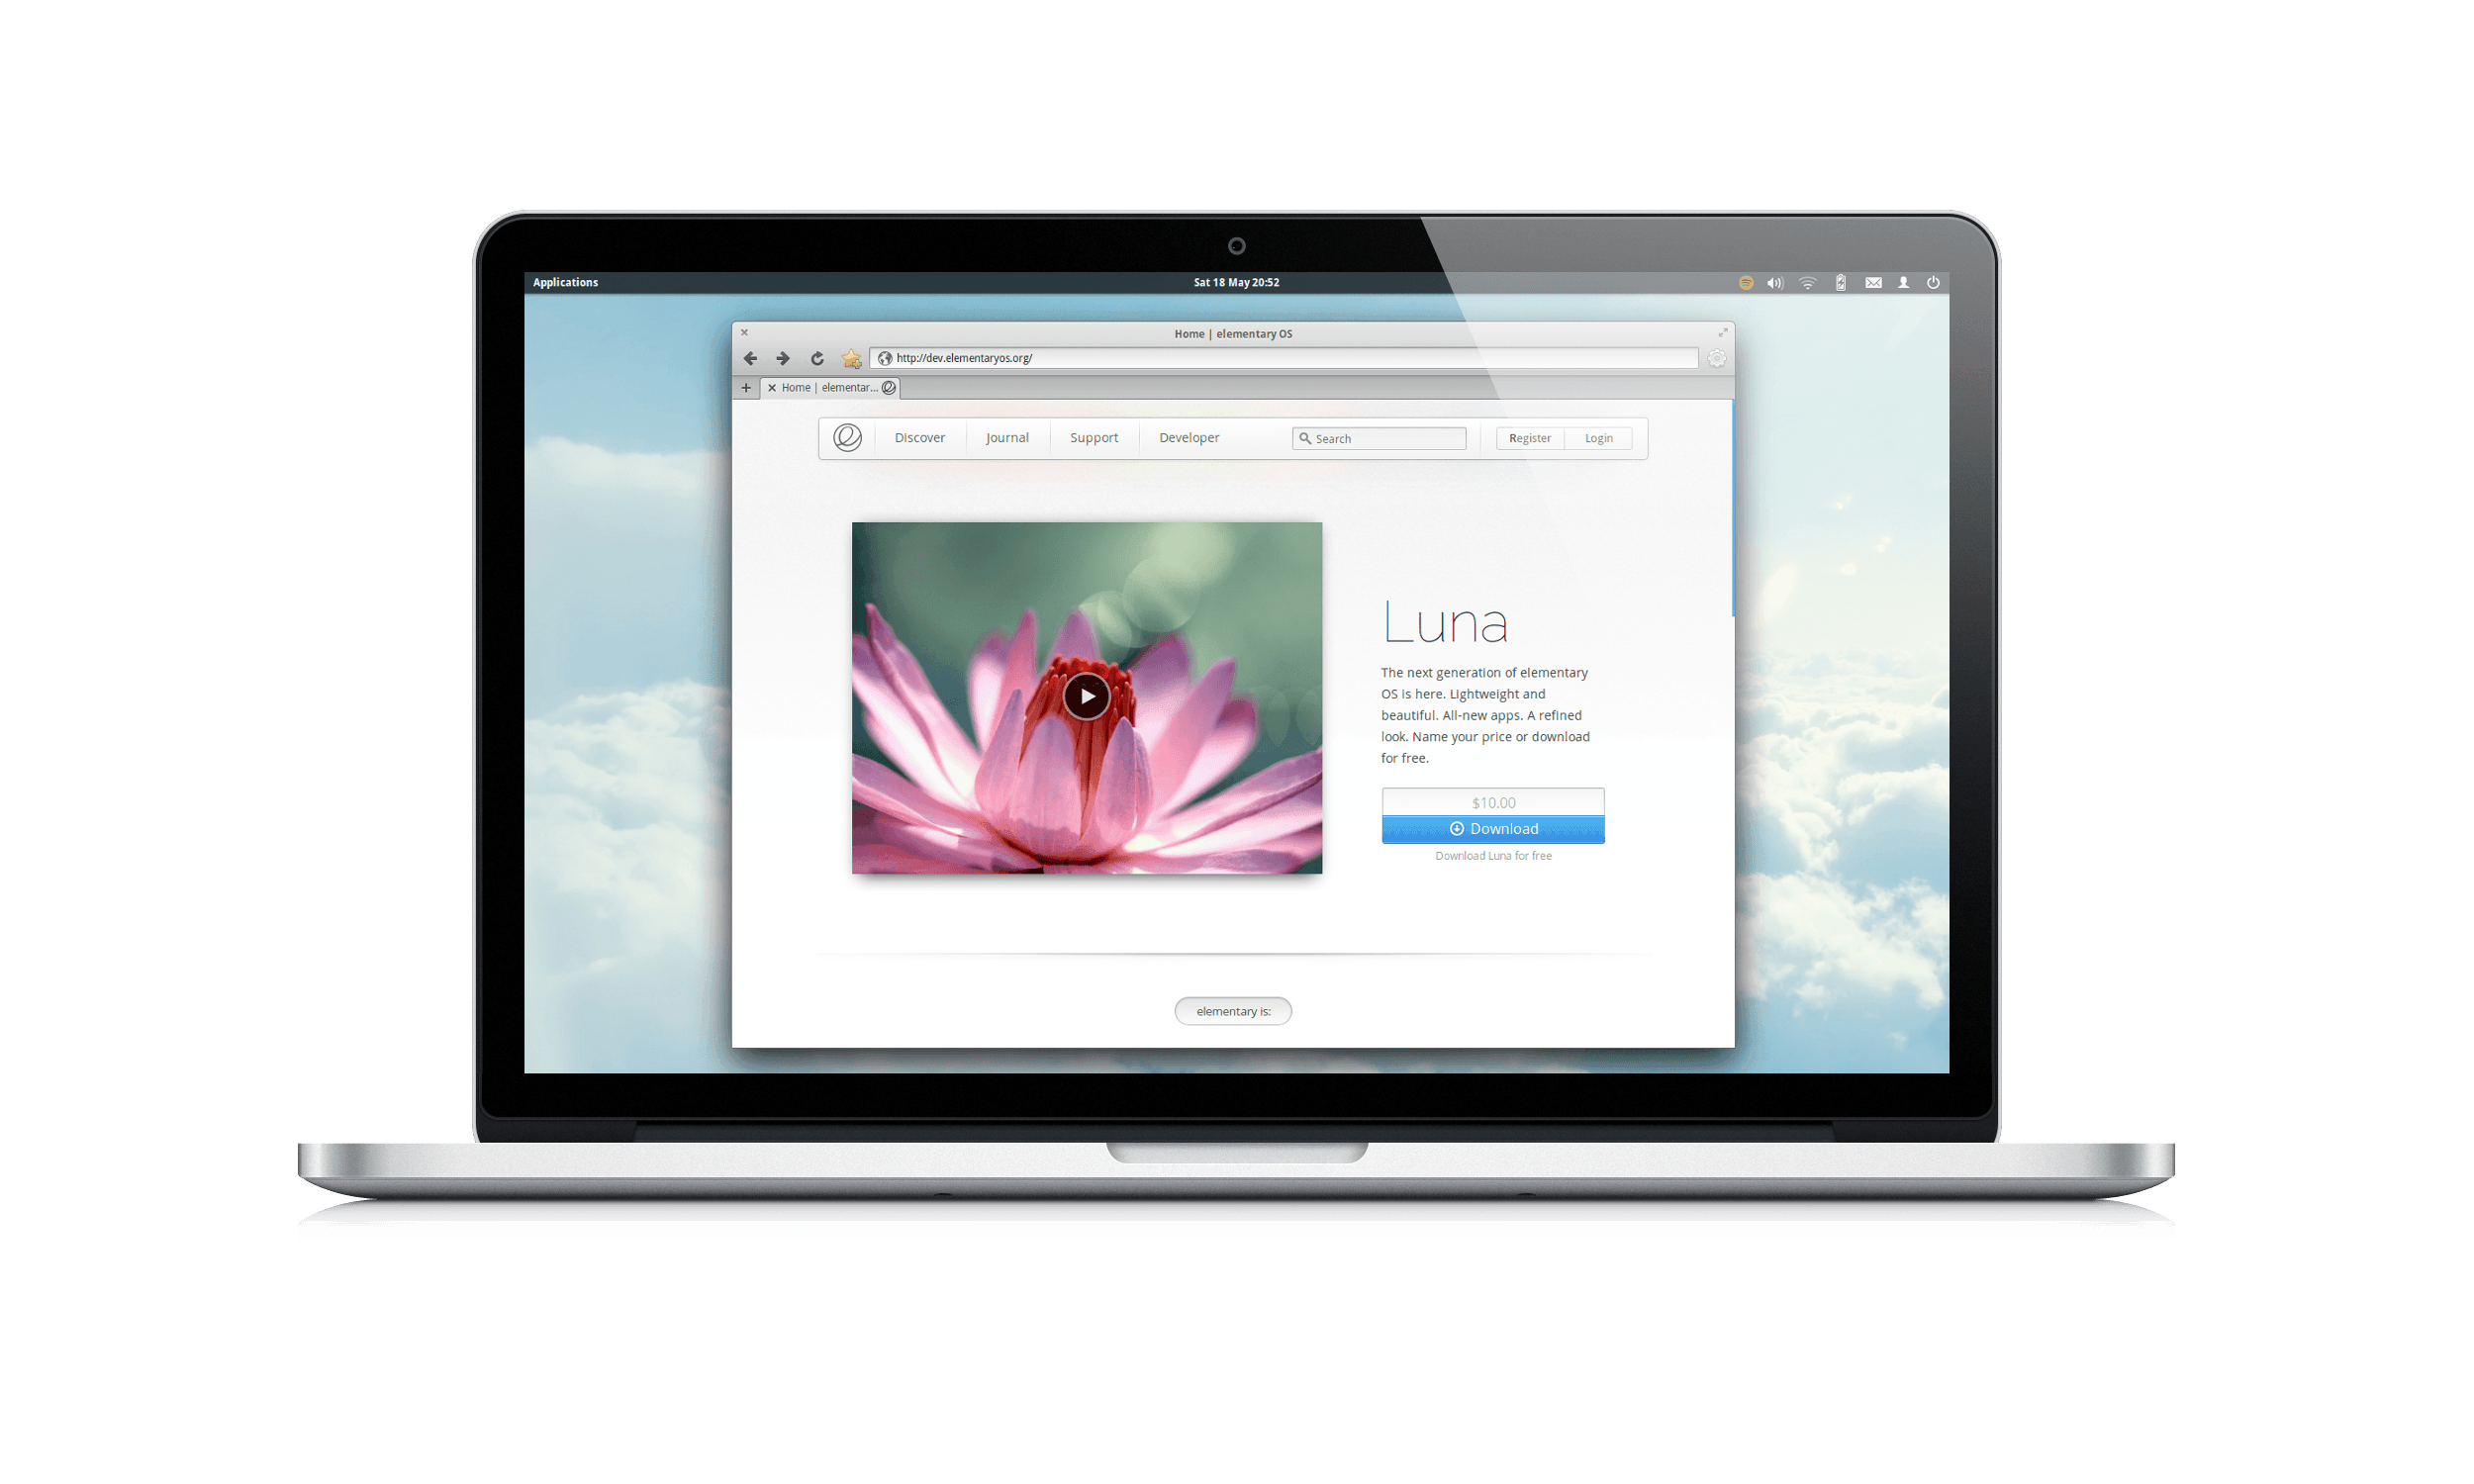 Applications
Sat 18 May 20:52
Home | elementary OS
http://dev.elementaryos.org/
Home | elementar...
Discover
Journal
Support
Developer
Search
Register
Login
Luna
The next generation of elementary
OS is here. Lightweight and
beautiful. All-new apps. A refined
look. Name your price or download
for free.
$10.00
Download
Download Luna for free
elementary is: